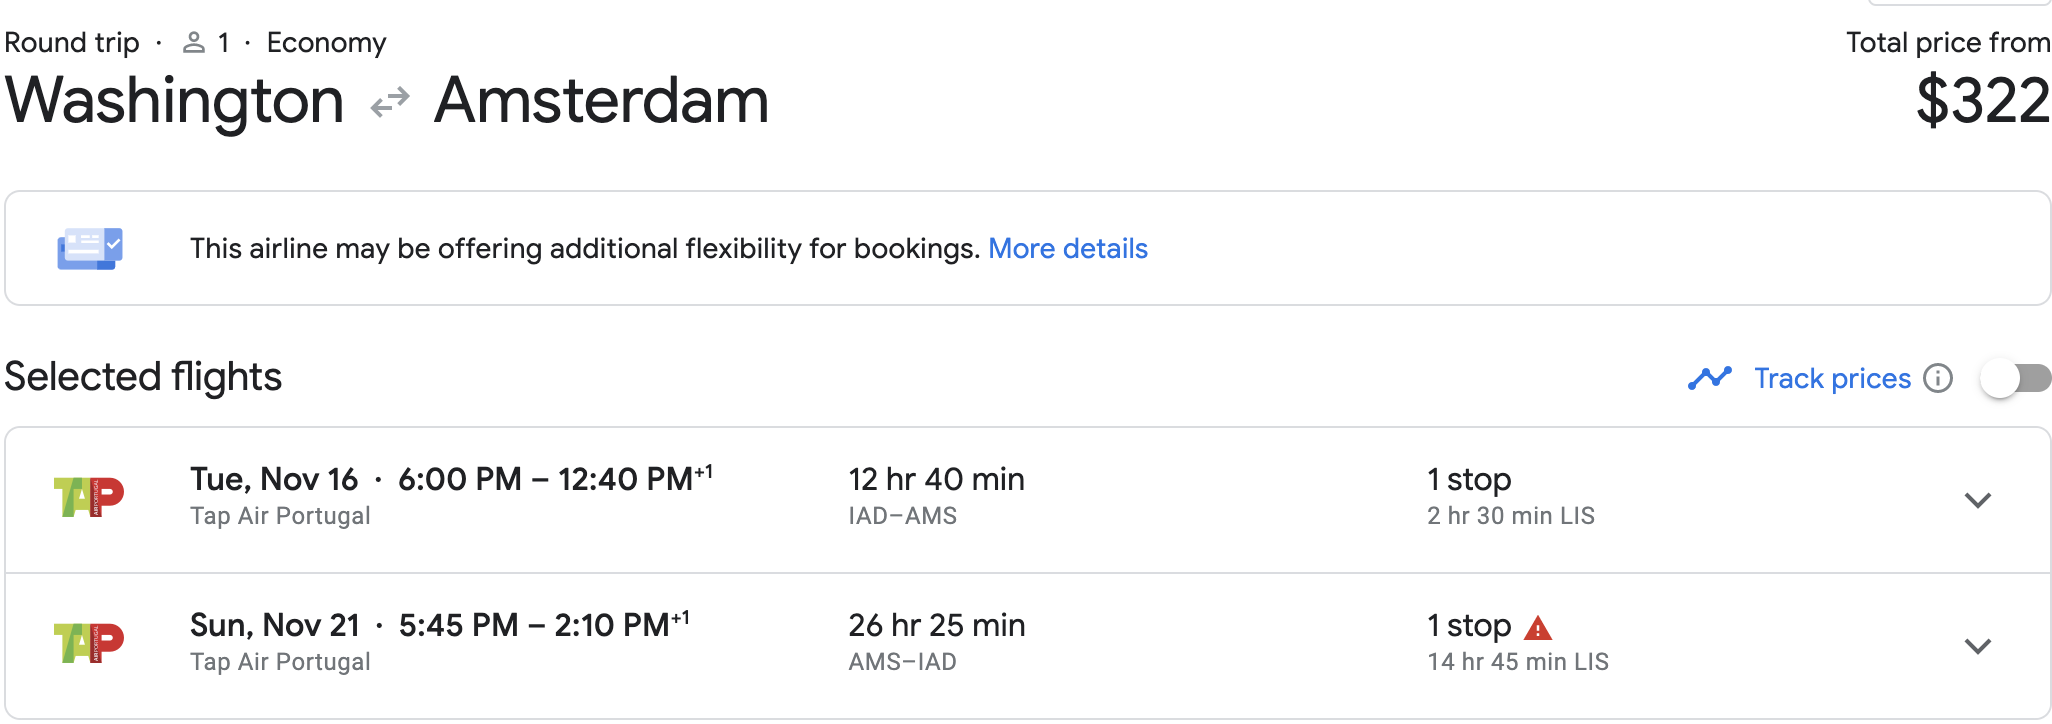 Round trip · 1 · Economy
Total price from
Washington Amsterdam
$322
This airline may be offering additional flexibility for bookings. More details
Selected flights
Track prices
TAP AIR PORTUGAL
Tue, Nov 16 · 6:00 PM – 12:40 PM+1
12 hr 40 min
1 stop
Tap Air Portugal
IAD–AMS
2 hr 30 min LIS
TAP AIR PORTUGAL
Sun, Nov 21 · 5:45 PM – 2:10 PM+1
26 hr 25 min
1 stop
Tap Air Portugal
AMS–IAD
14 hr 45 min LIS